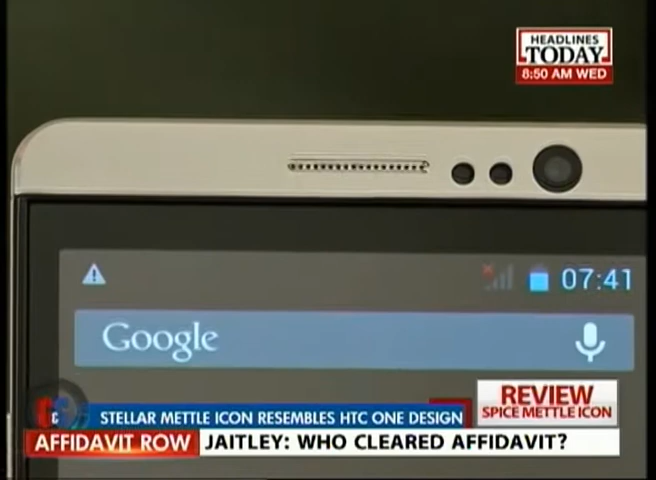 HEADLINES
TODAY
8:50 AM WED
07:41
Google
REVIEW
SPICE METTLE ICON
&
STELLAR METTLE ICON RESEMBLES HTC ONE DESIGN
AFFIDAVIT ROW
JAITLEY: WHO CLEARED AFFIDAVIT?